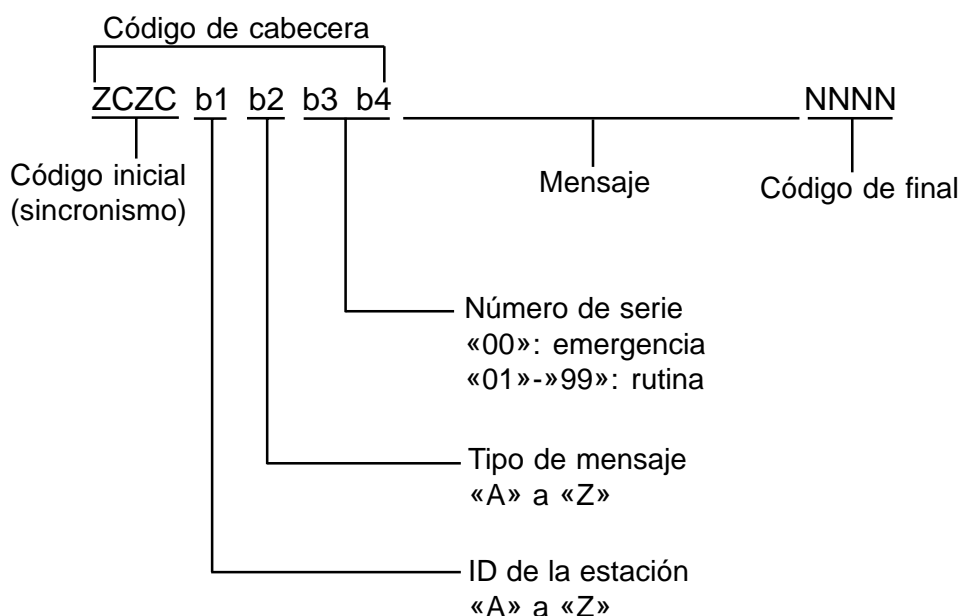 Código de cabecera
ZCZC b1 b2 b3 b4 NNNN
Código inicial
(sincronismo)
Mensaje
Código de final
Número de serie
«00»: emergencia
«01»-»99»: rutina
Tipo de mensaje
«A» a «Z»
ID de la estación
«A» a «Z»